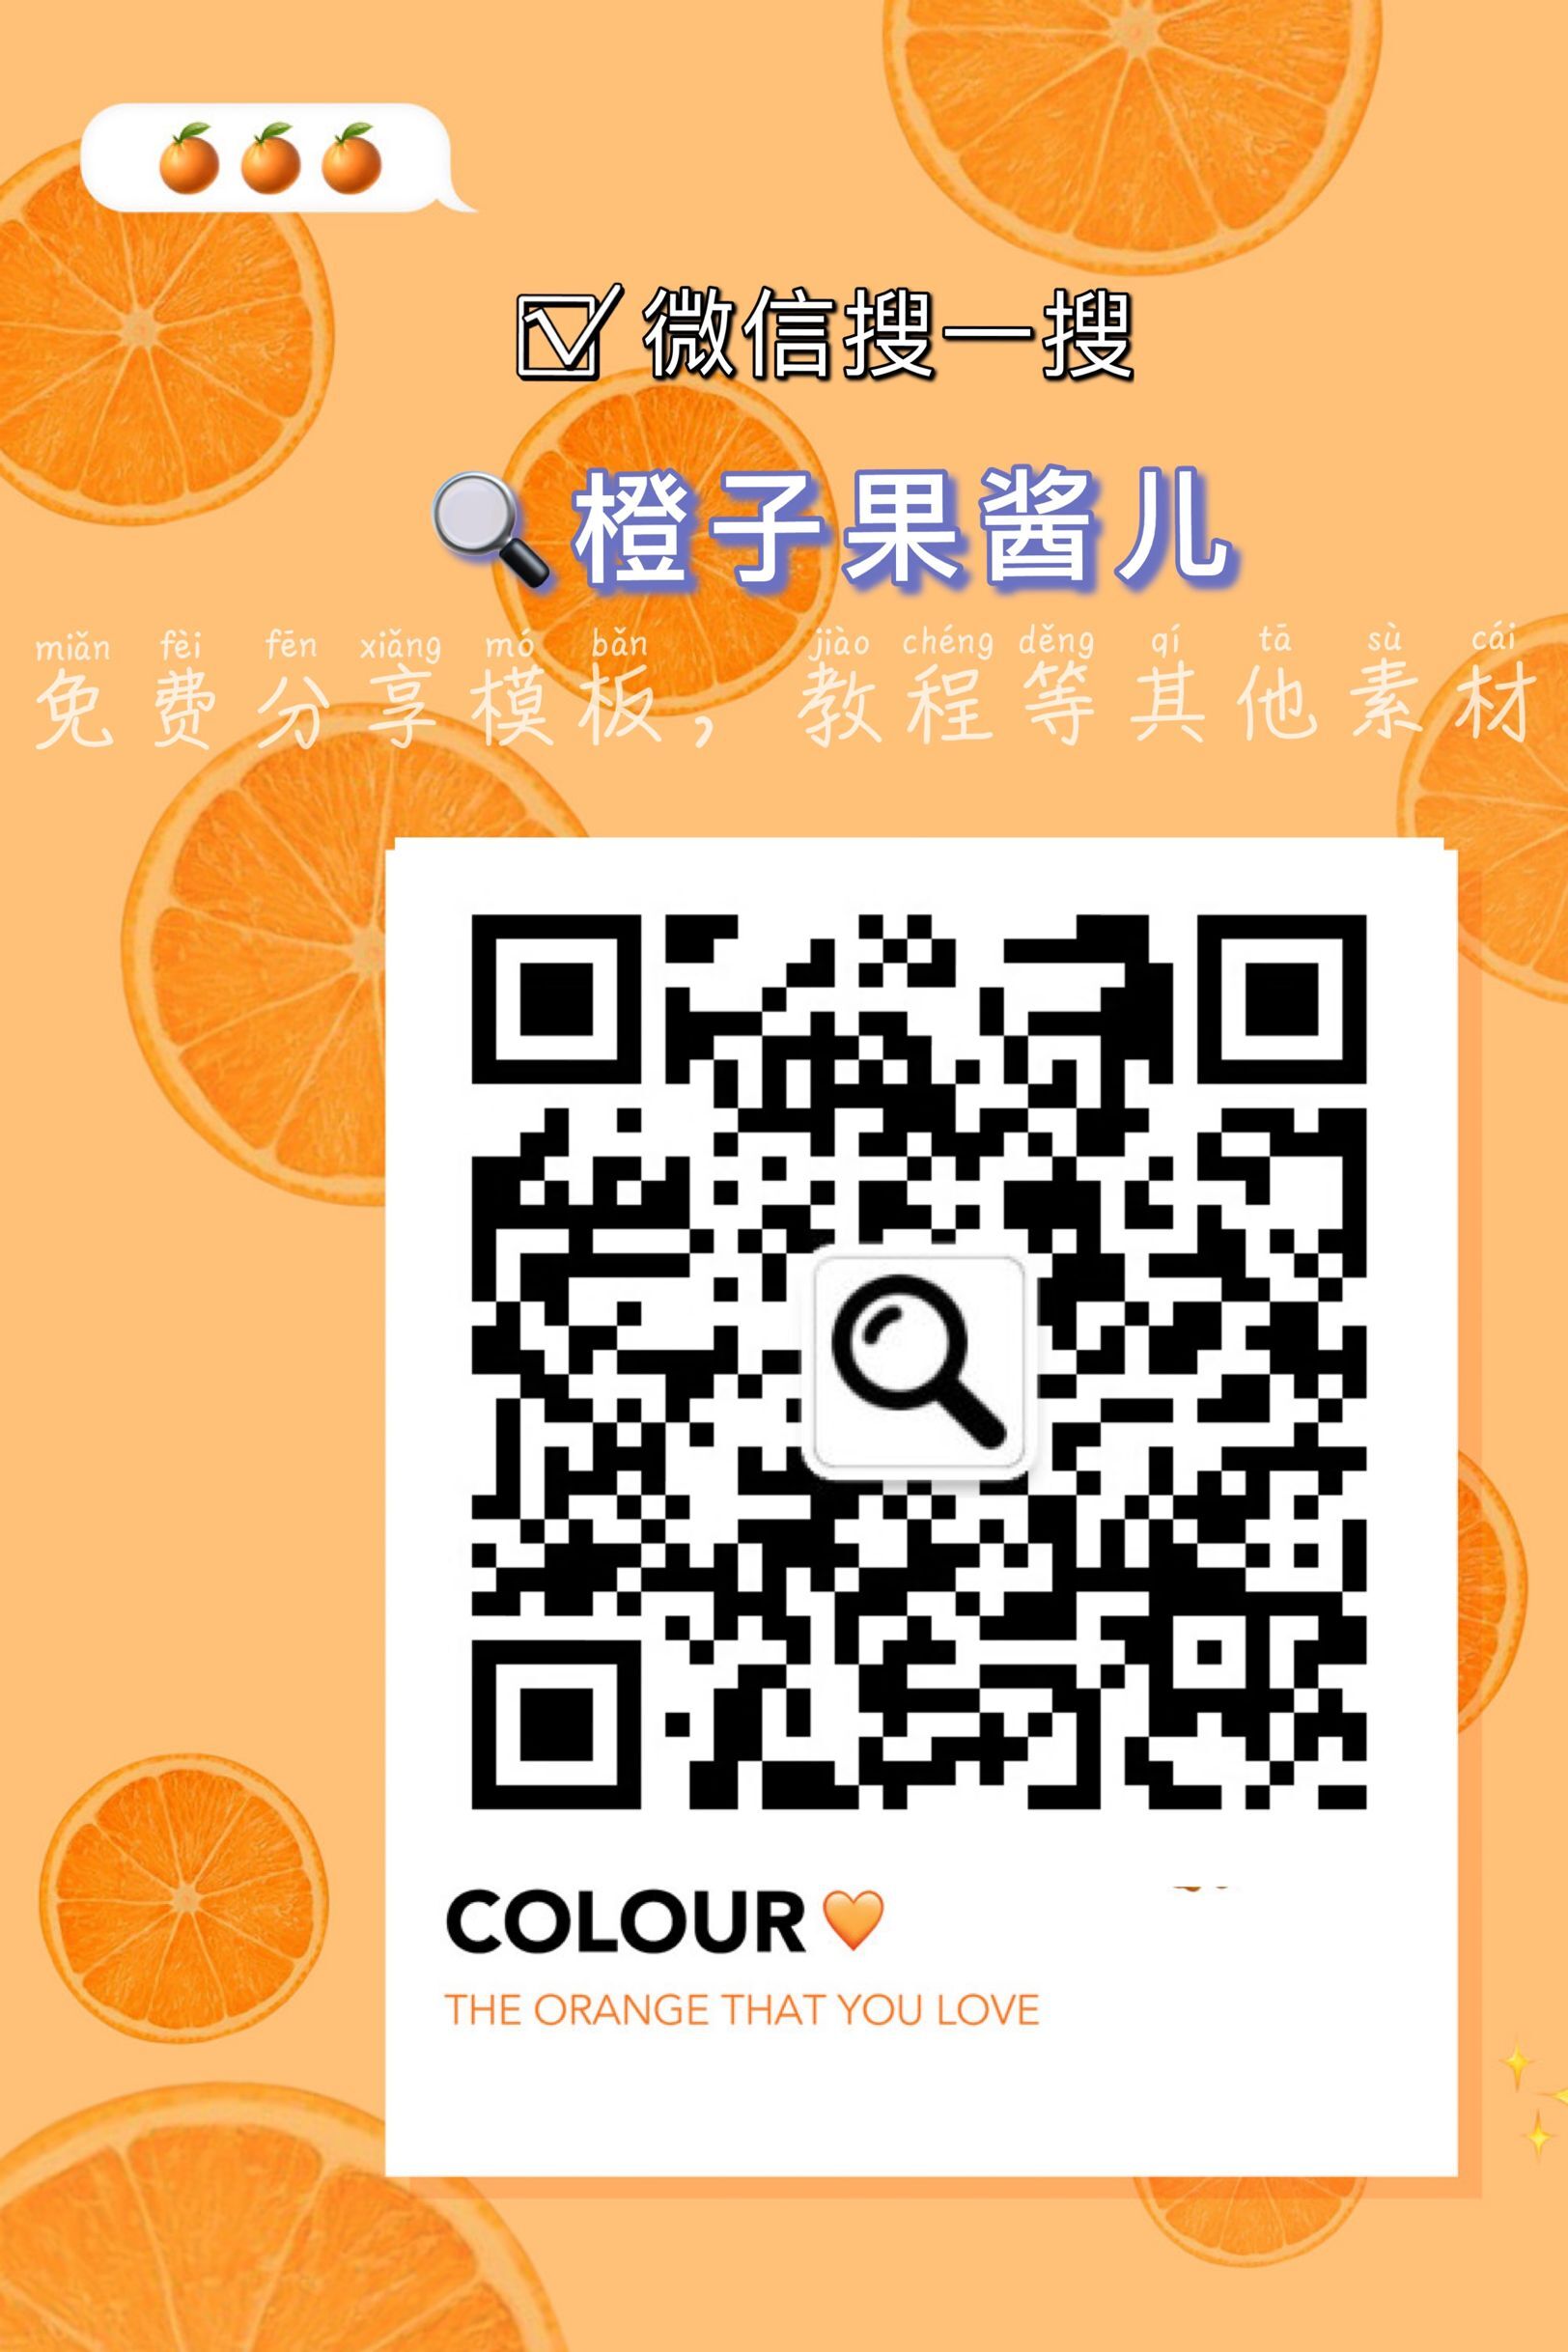 微信搜一搜
橙子果酱儿
miǎn fèi fēn xiǎng mó bǎn jiào chéng děng qí tā sù cái
免费分享模板，教程等其他素材
COLOUR🧡
THE ORANGE THAT YOU LOVE